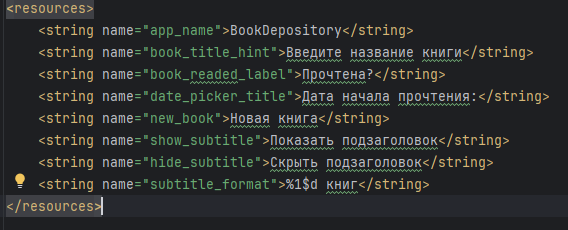 <resources>
<string name="app_name">BookDepository</string>
<string name="book_title_hint">Введите название книги</string>
<string name="book_readed_label">Прочтена?</string>
<string name="date_picker_title">Дата начала прочтения:</string>
<string name="new_book">Новая книга</string>
<string name="show_subtitle">Показать подзаголовок</string>
<string name="hide_subtitle">Скрыть подзаголовок</string>
<string name="subtitle_format">%1$d книг</string>
</resources>